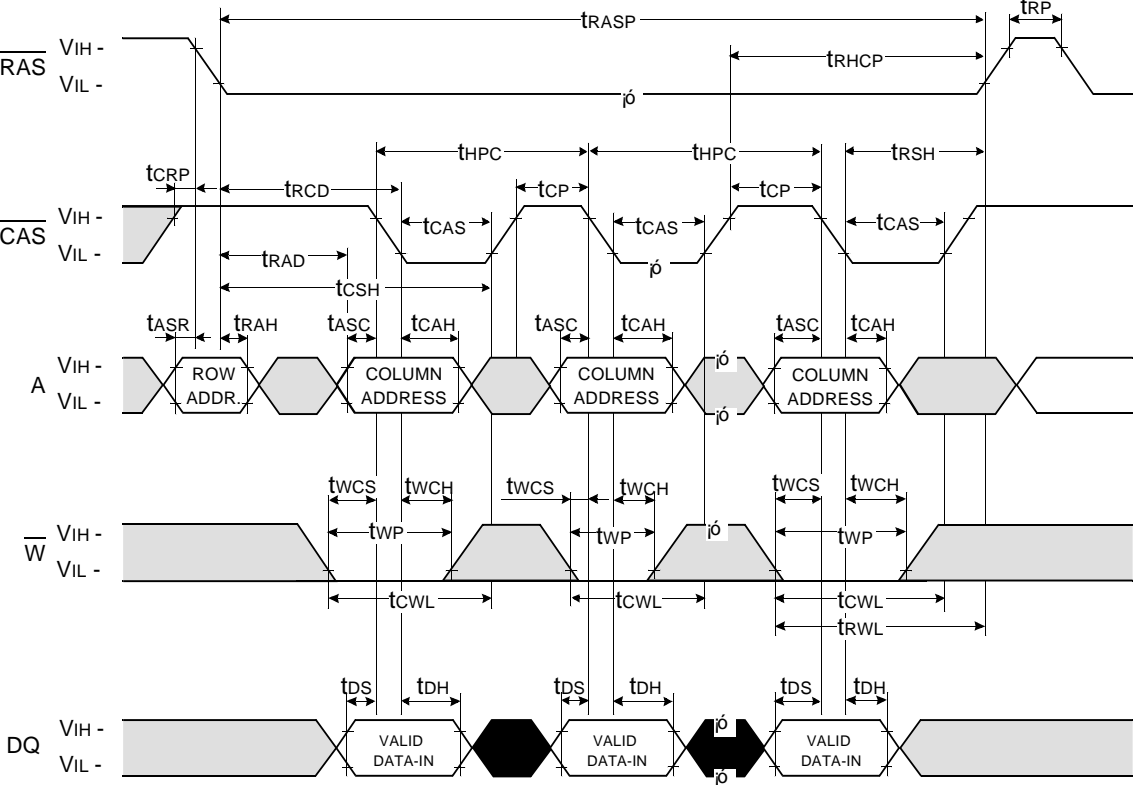 tRASP
tRP
RAS
VIH -
tRHCP
VIL -
¡ó
tHPC
tHPC
tRSH
tCRP
tRCD
tCP
tCP
CAS
VIH -
tCAS
tCAS
tCAS
VIL -
tRAD
¡ó
tCSH
tASR
tRAH
tASC
tCAH
tASC
tCAH
tASC
tCAH
A
VIH -
¡ó
ROW
COLUMN
COLUMN
COLUMN
VIL -
ADDR.
ADDRESS
ADDRESS
ADDRESS
¡ó
tWCS
tWCH
tWCS
tWCH
tWCS
tWCH
W
VIH -
tWP
tWP
¡ó
tWP
VIL -
tCWL
tCWL
tCWL
tRWL
tDS
tDH
tDS
tDH
tDS
tDH
DQ
VIH -
¡ó
VALID
VALID
VALID
VIL -
DATA-IN
DATA-IN
DATA-IN
¡ó